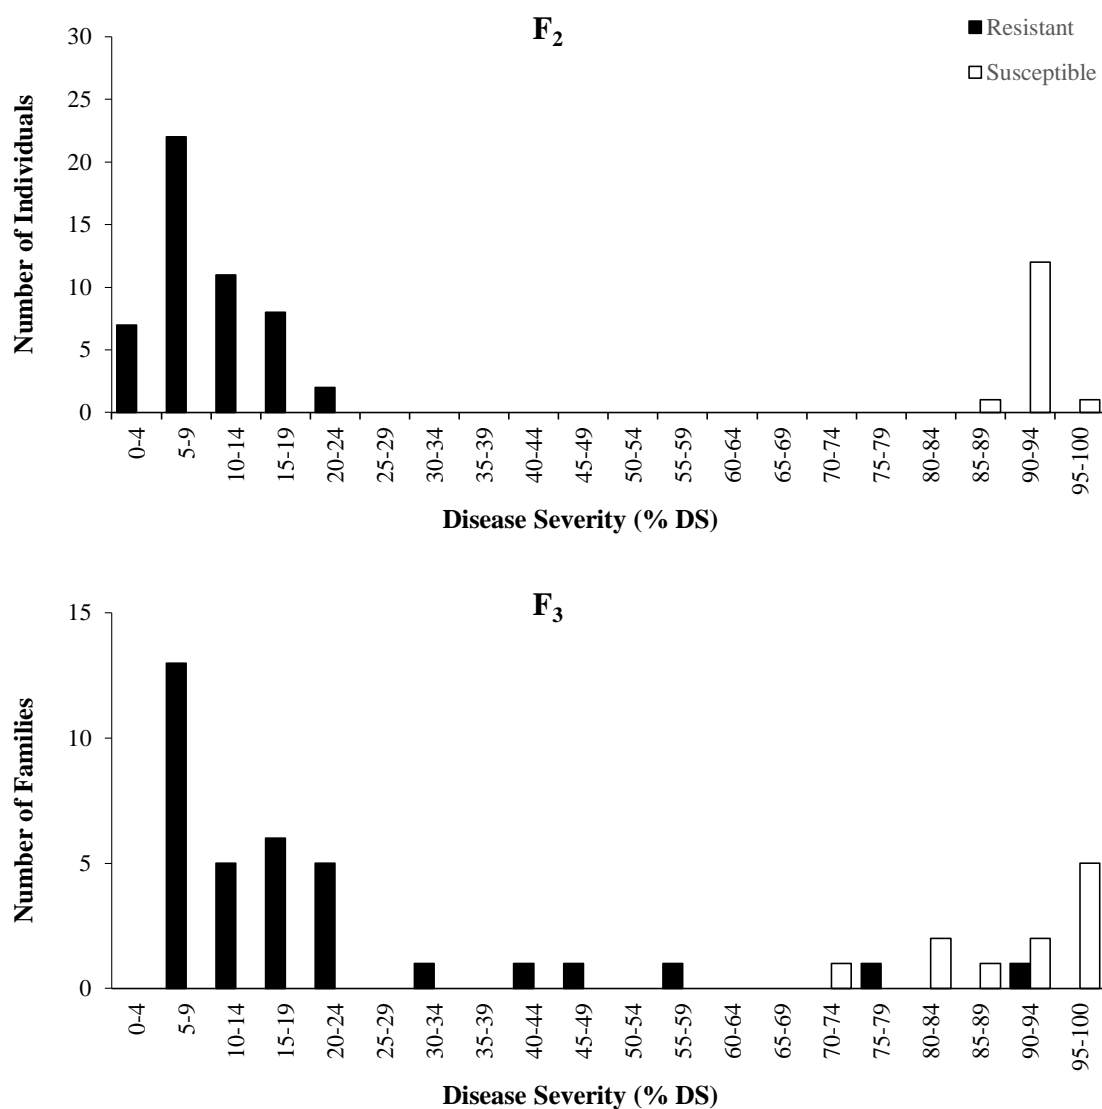 F2
Resistant
Susceptible
Number of Individuals
30
25
20
15
10
5
0
0-4 5-9 10-14 15-19 20-24 25-29 30-34 35-39 40-44 45-49 50-54 55-59 60-64 65-69 70-74 75-79 80-84 85-89 90-94 95-100
Disease Severity (% DS)
F3
Number of Families
15
10
5
0
0-4 5-9 10-14 15-19 20-24 25-29 30-34 35-39 40-44 45-49 50-54 55-59 60-64 65-69 70-74 75-79 80-84 85-89 90-94 95-100
Disease Severity (% DS)